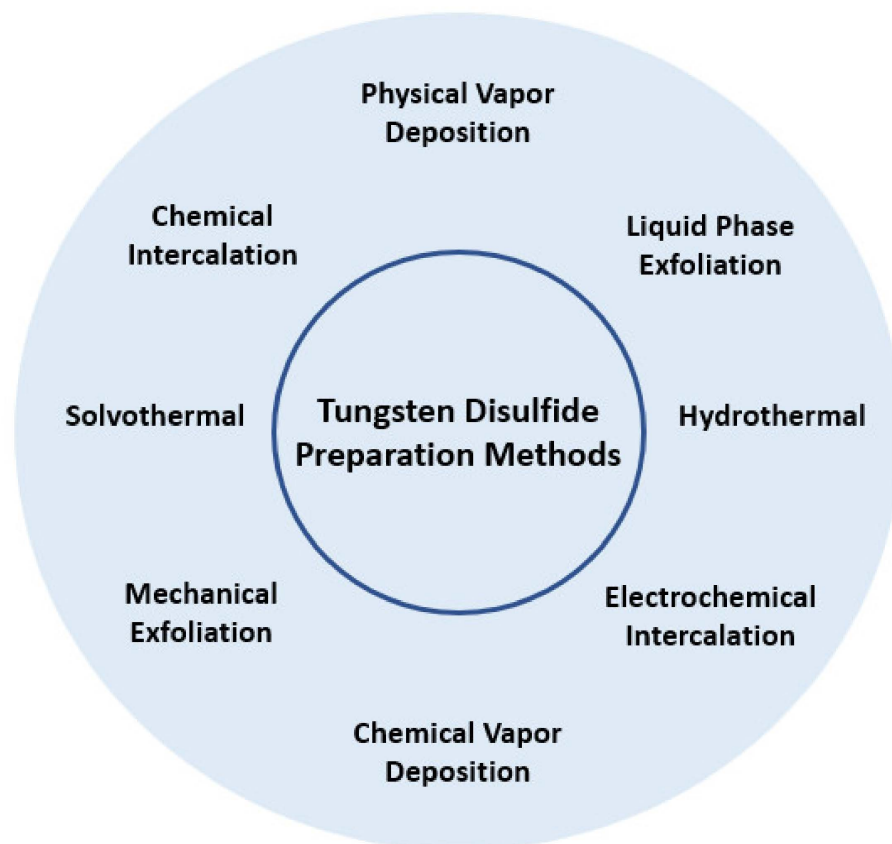 Physical Vapor
Deposition
Chemical
Intercalation
Liquid Phase
Exfoliation
Solvothermal
Tungsten Disulfide
Preparation Methods
Hydrothermal
Mechanical
Exfoliation
Electrochemical
Intercalation
Chemical Vapor
Deposition